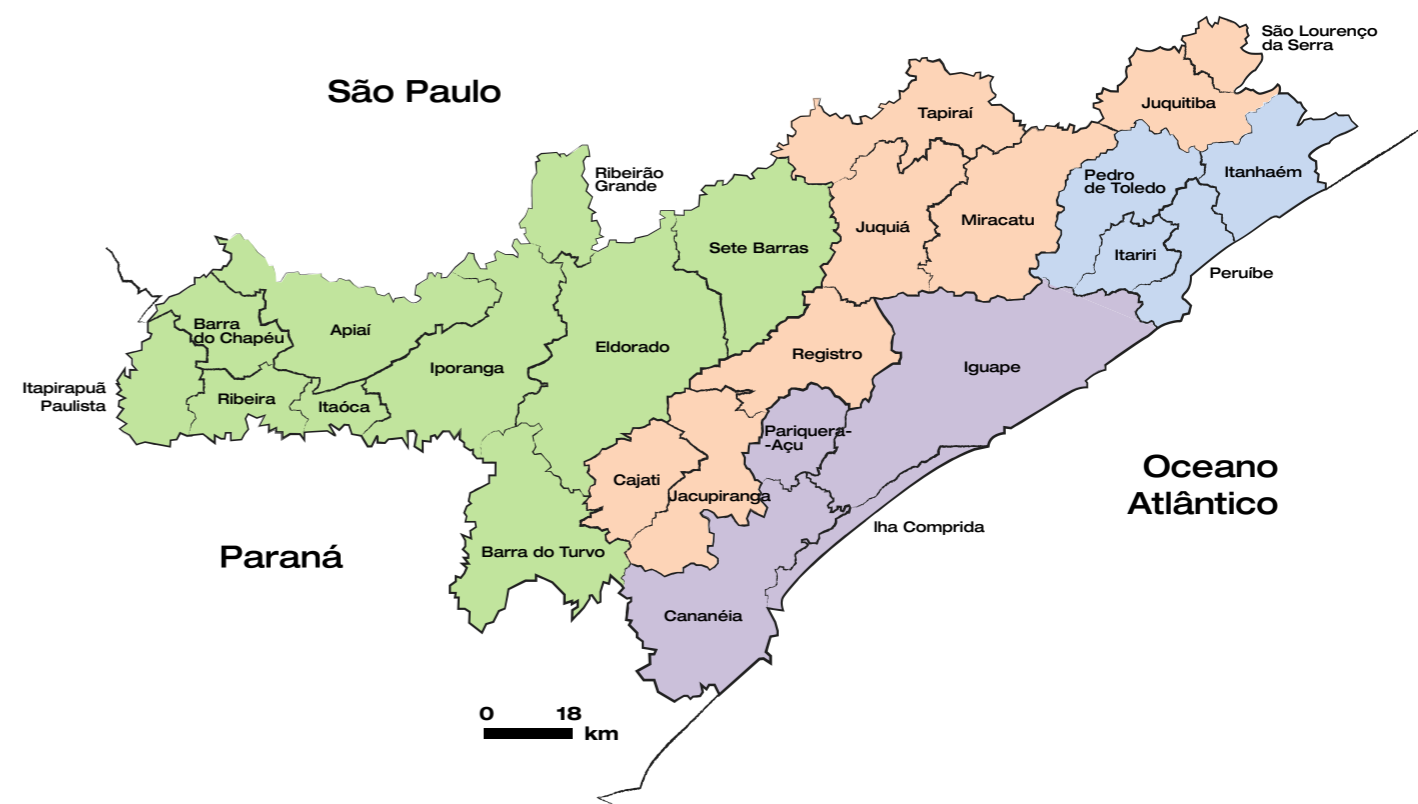 São Lourenço
da Serra
São Paulo
Tapiraí
Juquitiba
Ribeirão
Grande
Pedro
de Toledo
Itanhaém
Juquiá
Miracatu
Sete Barras
Itariri
Peruíbe
Barra
do Chapéu
Apiaí
Eldorado
Registro
Iporanga
Iguape
Itapirapuã
Paulista
Ribeira
Itaóca
Pariquera-
-Açu
Oceano
Atlântico
Cajati
Jacupiranga
Iha Comprida
Paraná
Barra do Turvo
Cananéia
0 18
km